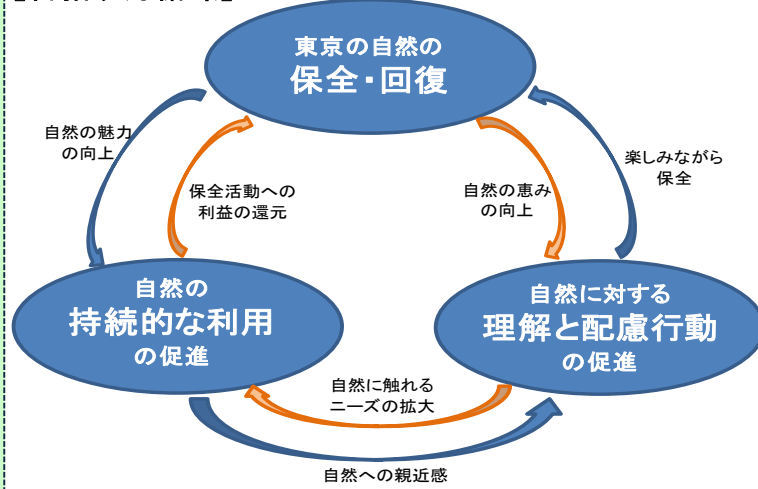 東京の自然の
保全・回復
自然の魅力
の向上
保全活動への
利益の還元
自然の恵み
の向上
楽しみながら
保全
自然の
持続的な利用
の促進
自然に対する
理解と配慮行動
の促進
自然に触れる
ニーズの拡大
自然への親近感